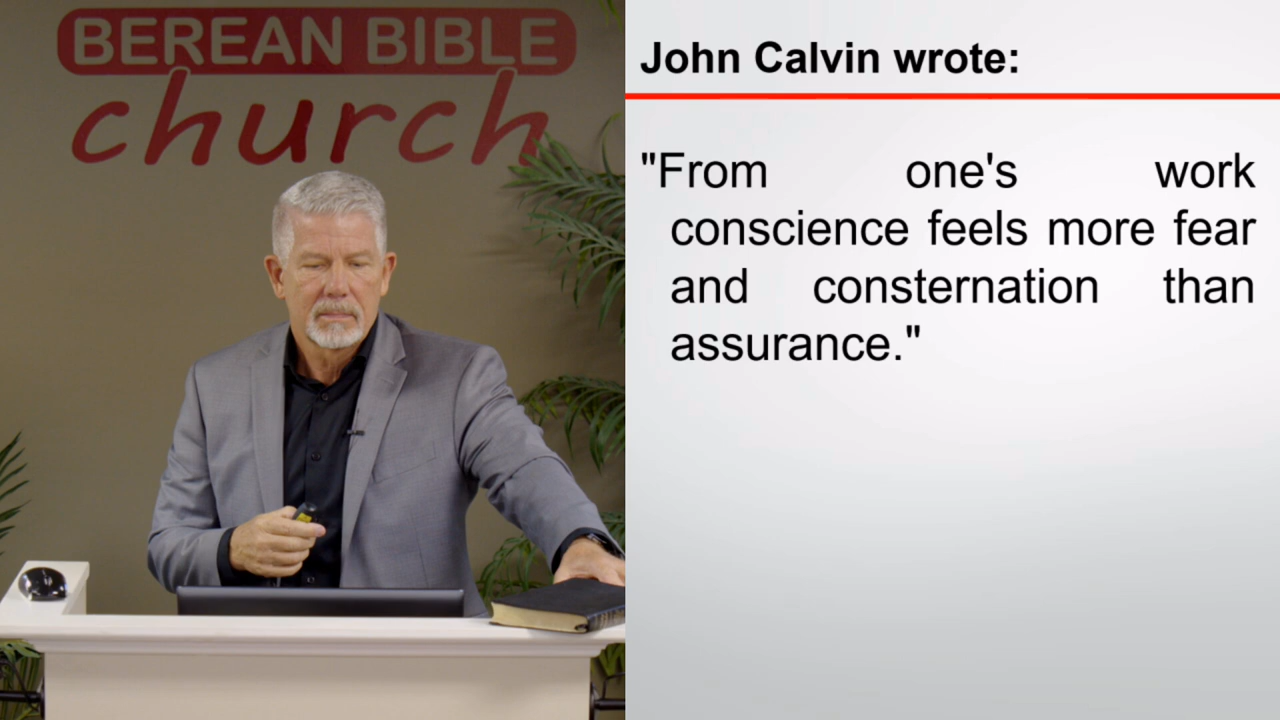 BEREAN BIBLE
church
John Calvin wrote:
"From one's work
conscience feels more fear
and consternation than
assurance."